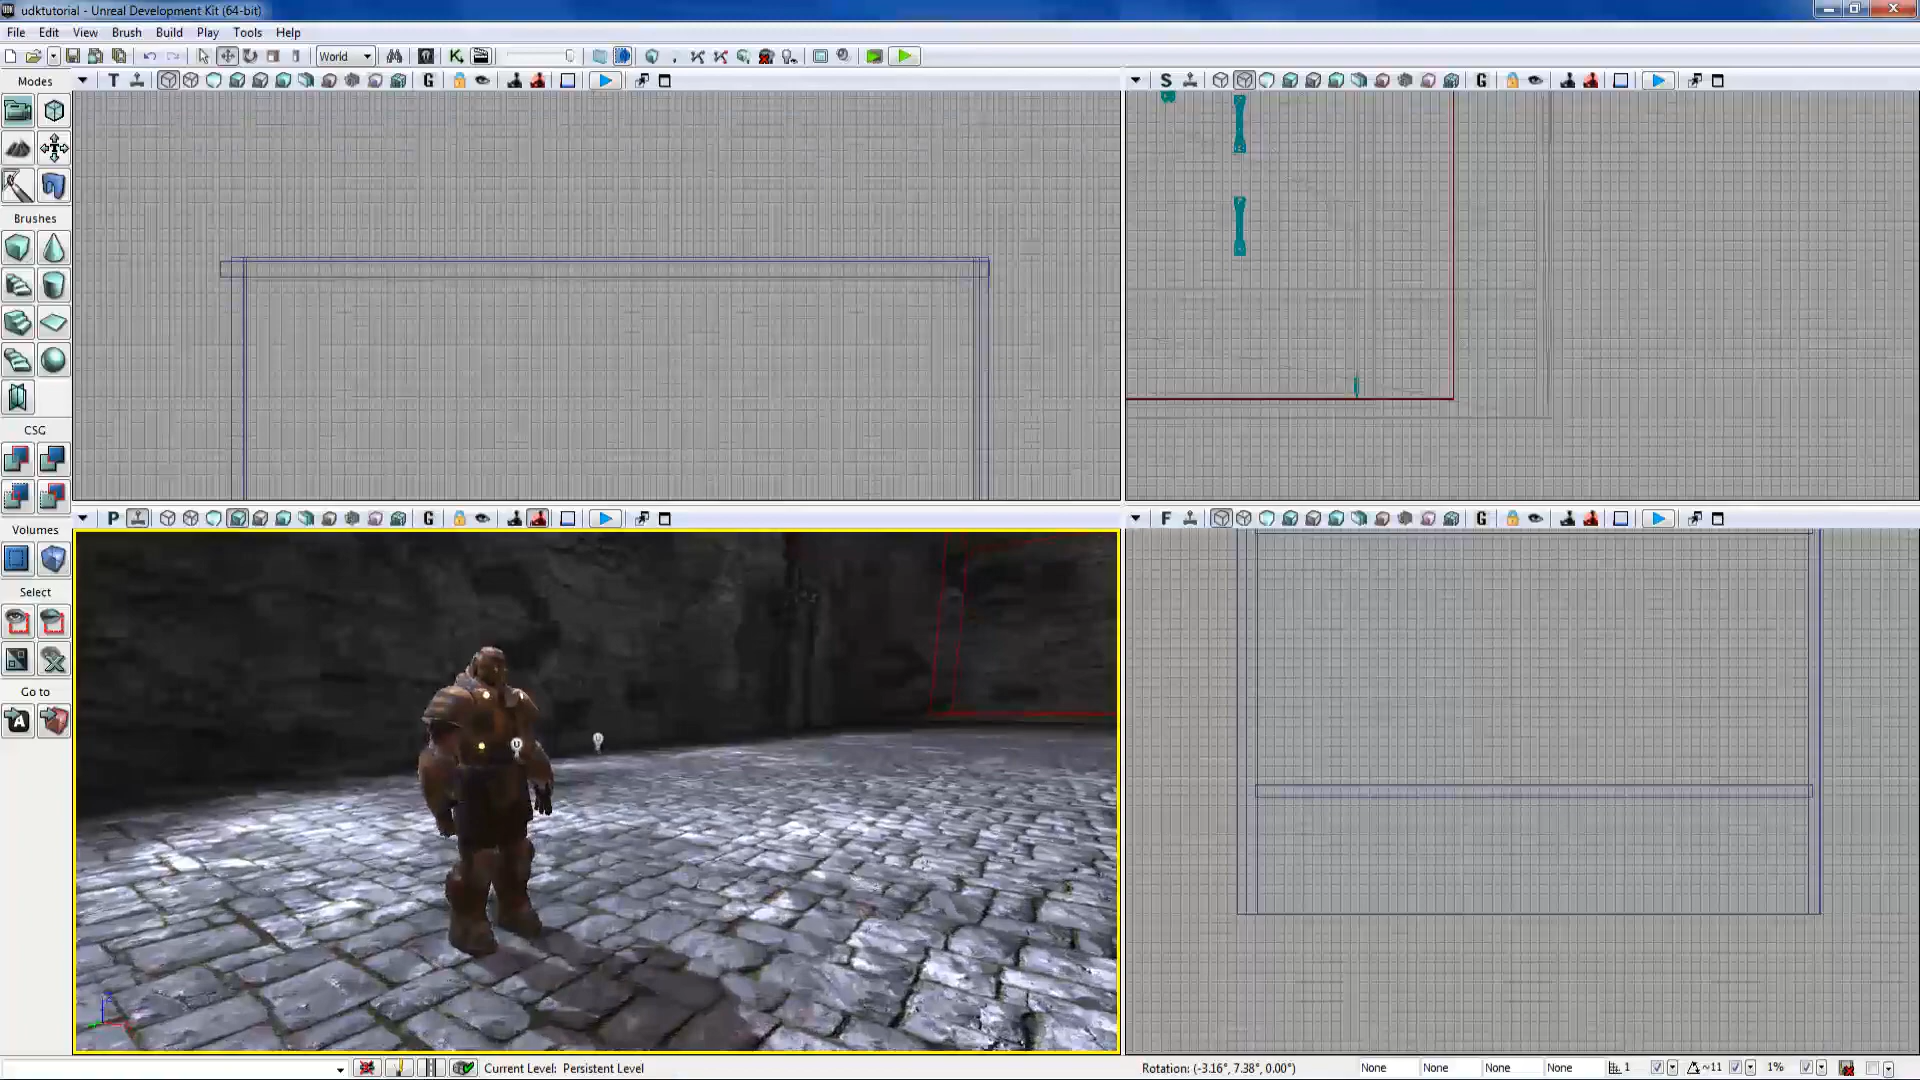 udktutorial - Unreal Development Kit (64-bit)
File Edit View Brush Build Volumes Play Tools Help
World
Modes
T G
S G
Brushes
CSG
P G
F G
Volumes
Select
Go to
Current Level: Persistent Level
Rotation: (-3.16°, 7.38°, 0.00°)
None None None None
1
~11
1%